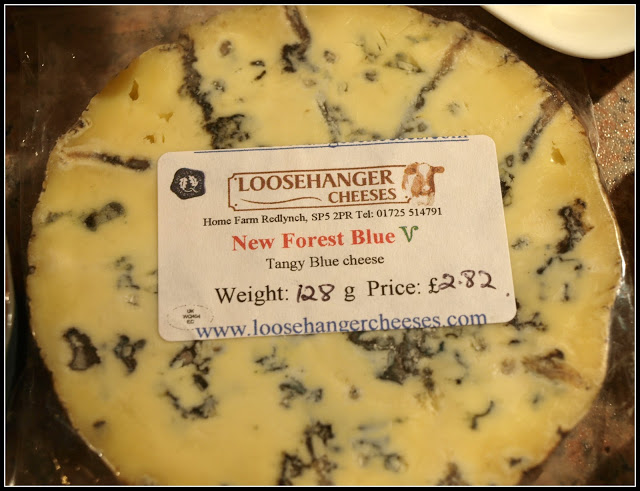 LOOSEHANGER
CHEESES
Home Farm Redlynch, SP5 2PR Tel: 01725 514791
New Forest Blue V
Tangy Blue cheese
Weight: 128 g Price: £2.82
www.loosehangercheeses.com